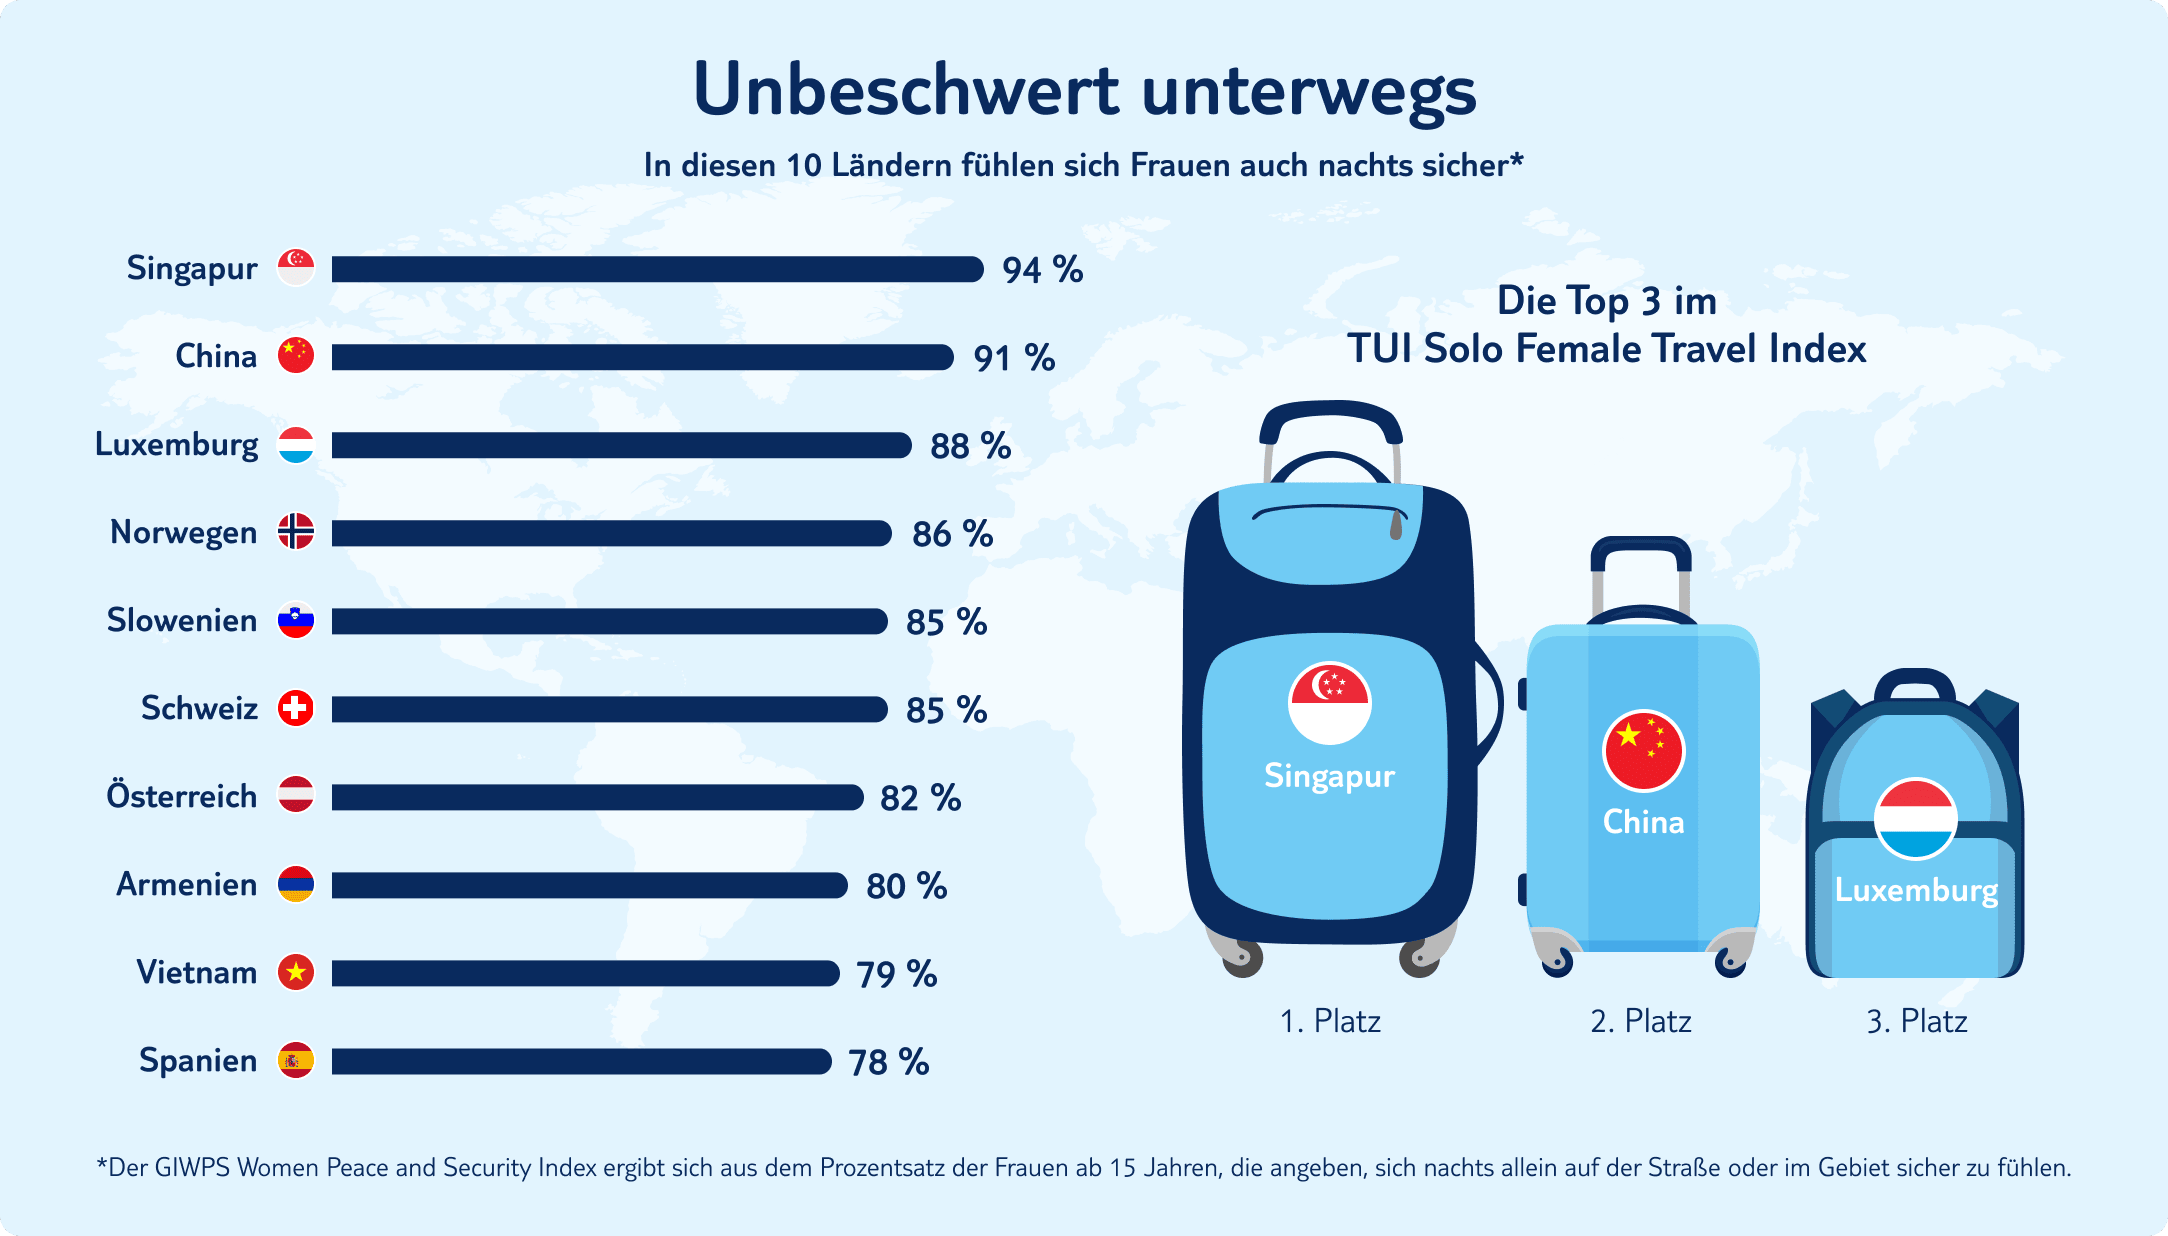 Unbeschwert unterwegs
In diesen 10 Ländern fühlen sich Frauen auch nachts sicher*
Singapur 94 %
China 91 %
Luxemburg 88 %
Norwegen 86 %
Slowenien 85 %
Schweiz 85 %
Österreich 82 %
Armenien 80 %
Vietnam 79 %
Spanien 78 %
Die Top 3 im
TUI Solo Female Travel Index
Singapur
China
Luxemburg
1. Platz
2. Platz
3. Platz
*Der GIWPS Women Peace and Security Index ergibt sich aus dem Prozentsatz der Frauen ab 15 Jahren, die angeben, sich nachts allein auf der Straße oder im Gebiet sicher zu fühlen.